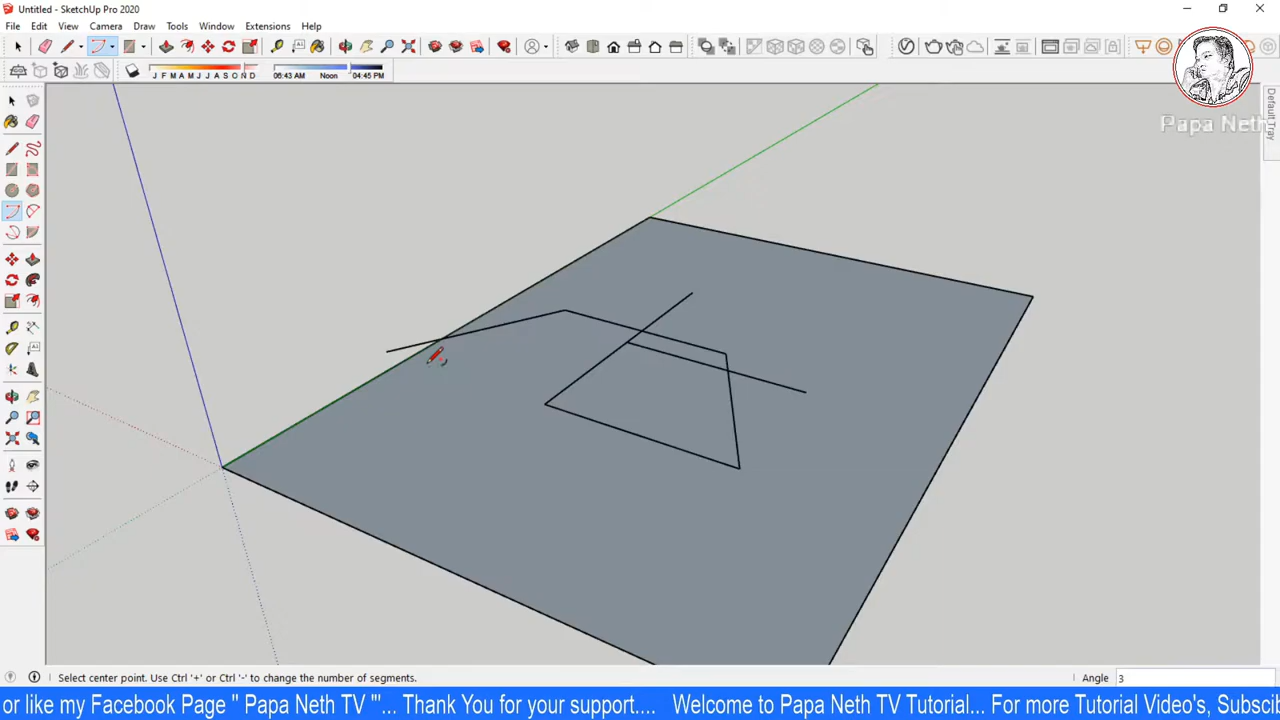 Untitled - SketchUp Pro 2020
File Edit View Camera Draw Tools Window Extensions Help
J F M A M J J A S O N D 06:43 AM Noon 04:45 PM
Papa Neth
Default Tray
Select center point. Use Ctrl '+' or Ctrl '-' to change the number of segments.
Angle 3
or like my Facebook Page " Papa Neth TV "'... Thank You for your support.... Welcome to Papa Neth TV Tutorial... For more Tutorial Video's, Subscib